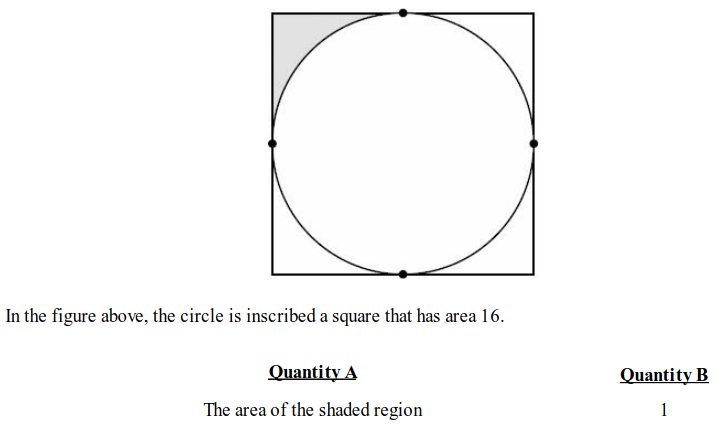 In the figure above, the circle is inscribed a square that has area 16.
Quantity A
Quantity B
The area of the shaded region
1